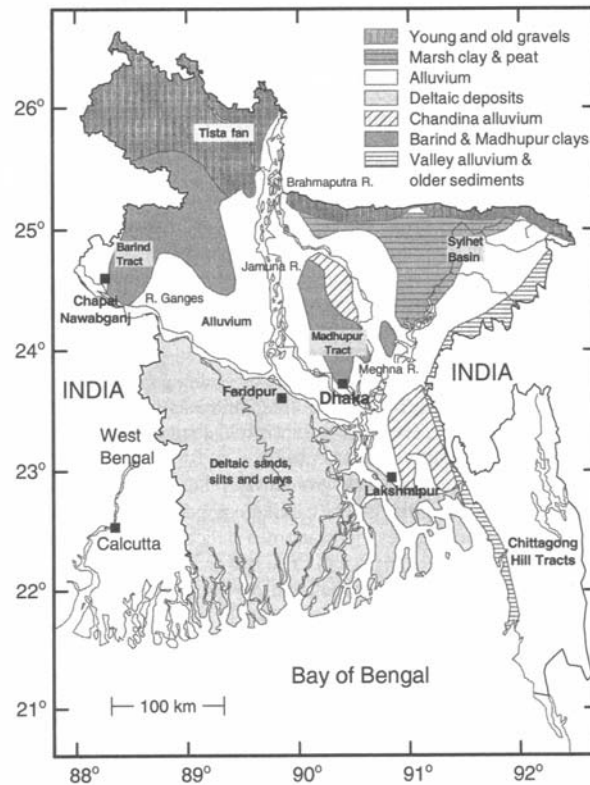 Young and old gravels
Marsh clay & peat
Alluvium
Deltaic deposits
Chandina alluvium
Barind & Madhupur clays
Valley alluvium &
older sediments
26°
Tista fan
Brahmaputra R.
25°
Barind
Tract
Sylhet
Basin
Jamuna R.
Chapai
Nawabganj
R. Ganges
Alluvium
Madhupur
Tract
24°
Meghna R.
INDIA
INDIA
Faridpur
Dhaka
West
Bengal
23°
Deltaic sands,
silts and clays
Lakshmipur
Calcutta
Chittagong
Hill Tracts
22°
Bay of Bengal
21°
100 km
88°
89°
90°
91°
92°